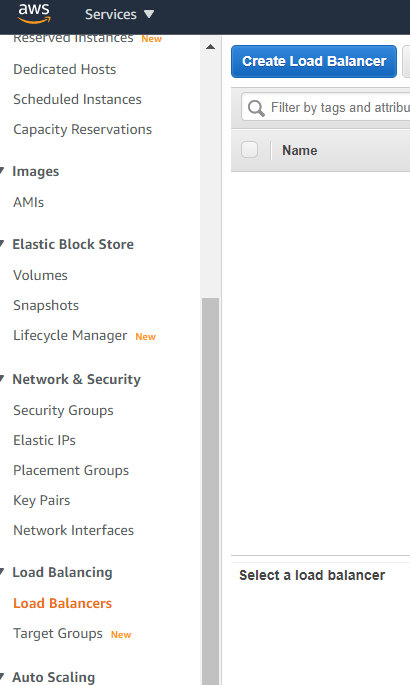 aws
Services
Reserved Instances New
Dedicated Hosts
Scheduled Instances
Capacity Reservations
Images
AMIs
Elastic Block Store
Volumes
Snapshots
Lifecycle Manager New
Network & Security
Security Groups
Elastic IPs
Placement Groups
Key Pairs
Network Interfaces
Load Balancing
Load Balancers
Target Groups New
Auto Scaling
Create Load Balancer
Filter by tags and attribu
Name
Select a load balancer